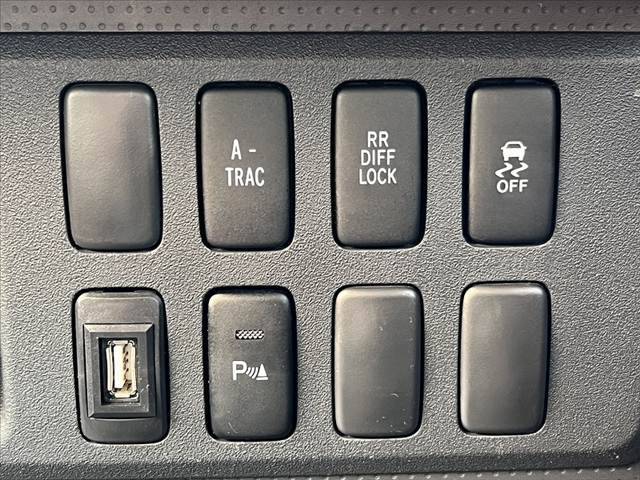 A -
TRAC
RR
DIFF
LOCK
OFF
P